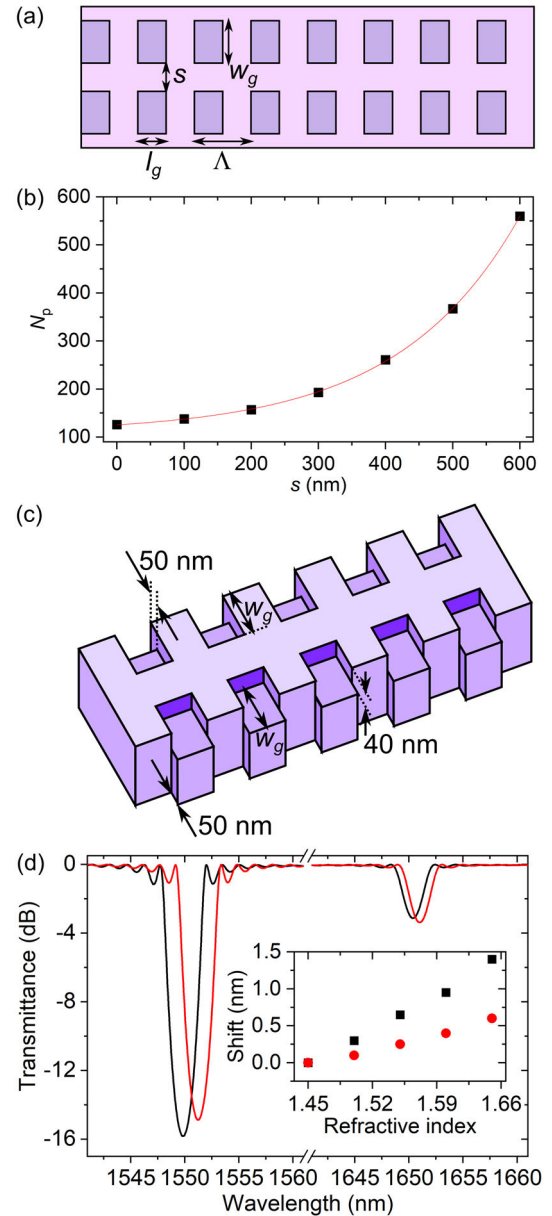 (a)
s
w_g
l_g
Λ
(b)
600
500
400
300
200
100
N_p
0 100 200 300 400 500 600
s (nm)
(c)
50 nm
w_g
w_g
40 nm
50 nm
(d)
0
-4
-8
-12
-16
Transmittance (dB)
1.5
1.0
0.5
0.0
Shift (nm)
1.45 1.52 1.59 1.66
Refractive index
1545 1550 1555 1560 1650 1660
Wavelength (nm)